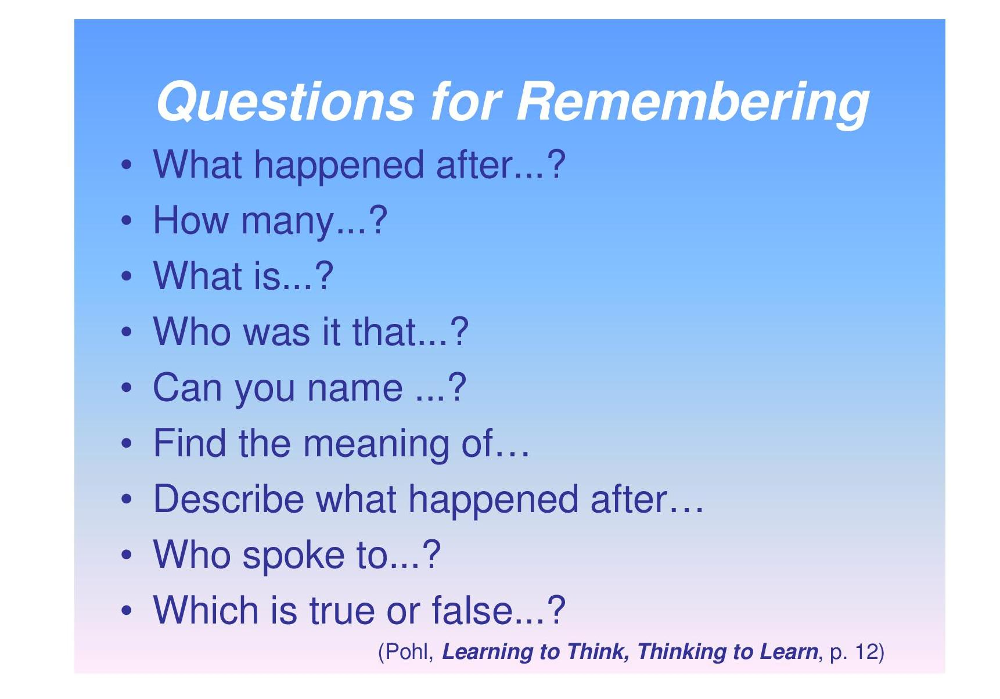 Questions for Remembering
• What happened after...?
• How many...?
• What is...?
• Who was it that...?
• Can you name ...?
• Find the meaning of…
• Describe what happened after…
• Who spoke to...?
• Which is true or false...?
(Pohl, Learning to Think, Thinking to Learn, p. 12)